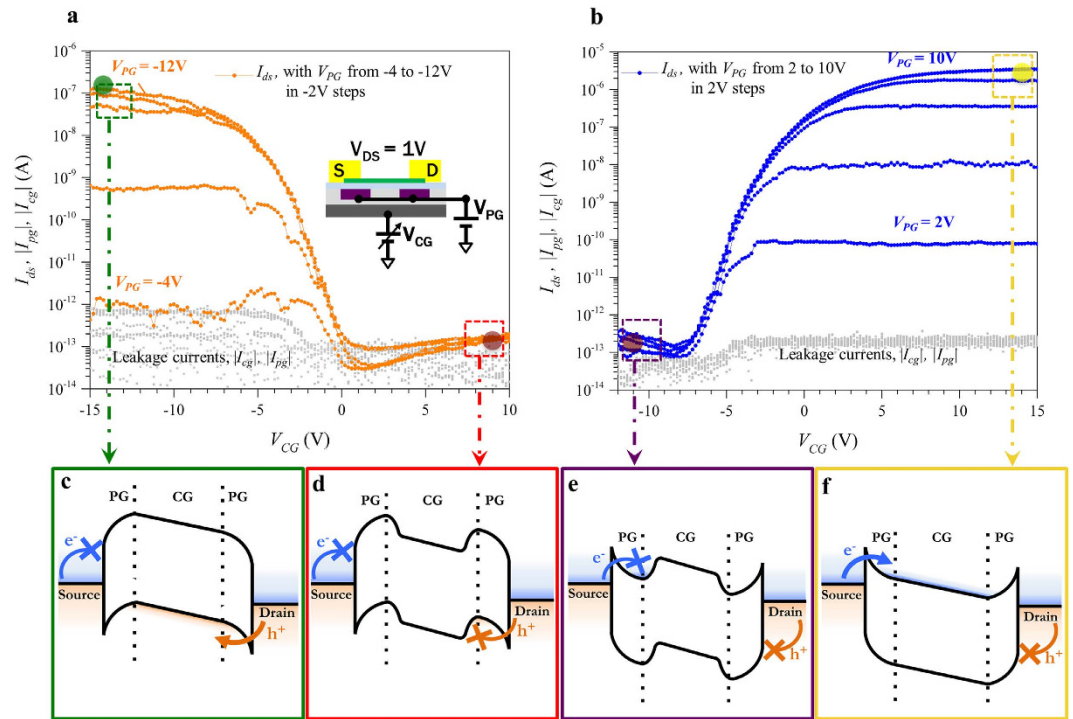 a
10⁻⁶
10⁻⁷
10⁻⁸
10⁻⁹
10⁻¹⁰
10⁻¹¹
10⁻¹²
10⁻¹³
10⁻¹⁴
I_ds, |I_pg|, |I_cg| (A)
V_PG = -12V
I_ds, with V_PG from -4 to -12V
in -2V steps
V_DS = 1V
S
D
V_PG
V_CG
V_PG = -4V
Leakage currents, |I_cg|, |I_pg|
-15
-10
-5
0
5
10
V_CG (V)
b
10⁻⁵
10⁻⁶
10⁻⁷
10⁻⁸
10⁻⁹
10⁻¹⁰
10⁻¹¹
10⁻¹²
10⁻¹³
10⁻¹⁴
I_ds, |I_pg|, |I_cg| (A)
I_ds, with V_PG from 2 to 10V
in 2V steps
V_PG = 10V
V_PG = 2V
Leakage currents, |I_cg|, |I_pg|
-10
-5
0
5
10
15
V_CG (V)
c
PG
CG
PG
e⁻
Source
Drain
h⁺
d
PG
CG
PG
e⁻
Source
Drain
h⁺
e
PG
CG
PG
e⁻
Source
Drain
h⁺
f
PG
CG
PG
e⁻
Source
Drain
h⁺